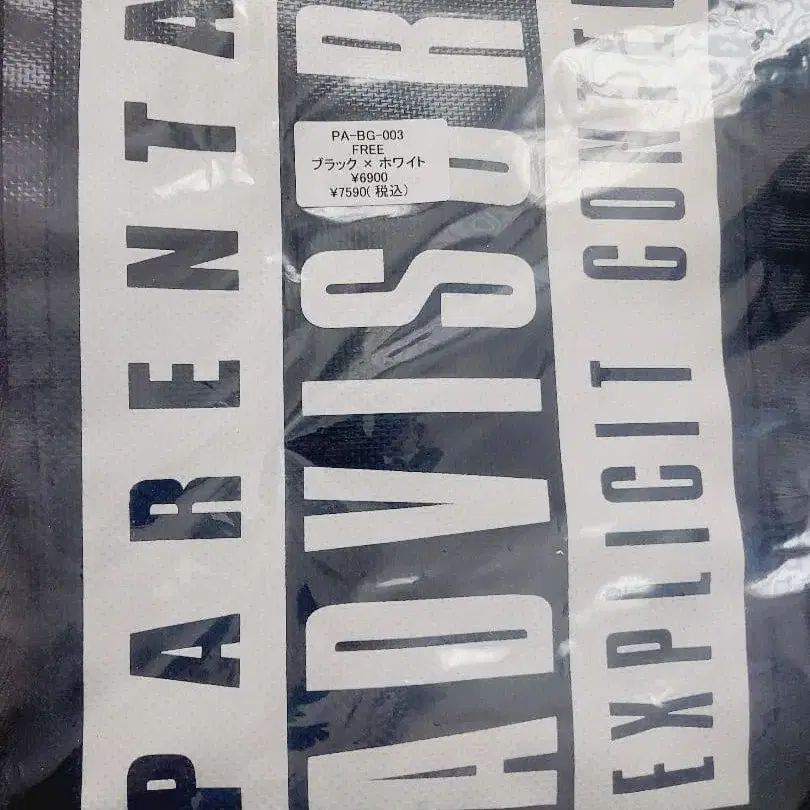 PARENTA
ADVISOR
EXPLICIT CONTE
PA-BG-003
FREE
ブラック × ホワイト
¥6900
¥7590(税込)